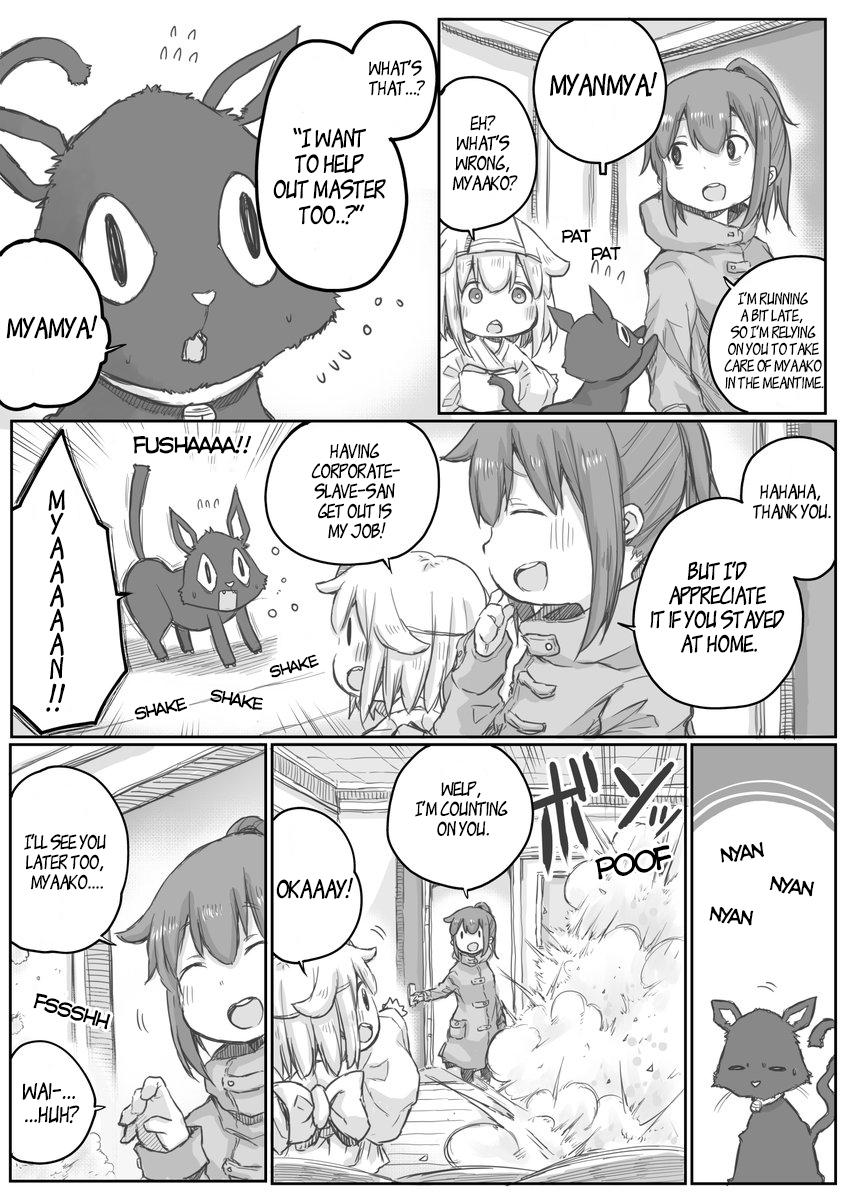 MYANMYA!
EH?
WHAT'S
WRONG,
MYAAKO?
PAT
PAT
I'M RUNNING
A BIT LATE,
SO I'M RELYING
ON YOU TO TAKE
CARE OF MYAAKO
IN THE MEANTIME.
WHAT'S
THAT...?
"I WANT
TO HELP
OUT MASTER
TOO..?"
MYAMYA!
HAHAHA,
THANK YOU.
BUT I'D
APPRECIATE
IT IF YOU STAYED
AT HOME.
HAVING
CORPORATE-
SLAVE-SAN
GET OUT IS
MY JOB!
FUSHAAAA!!
MYAAAAAAN!!
SHAKE
SHAKE
SHAKE
NYAN
NYAN
NYAN
ボンッ
POOF
WELP,
I'M COUNTING
ON YOU.
OKAAAY!
I'LL SEE YOU
LATER TOO,
MYAAKO....
FSSSHH
WAI-....
....HUH?